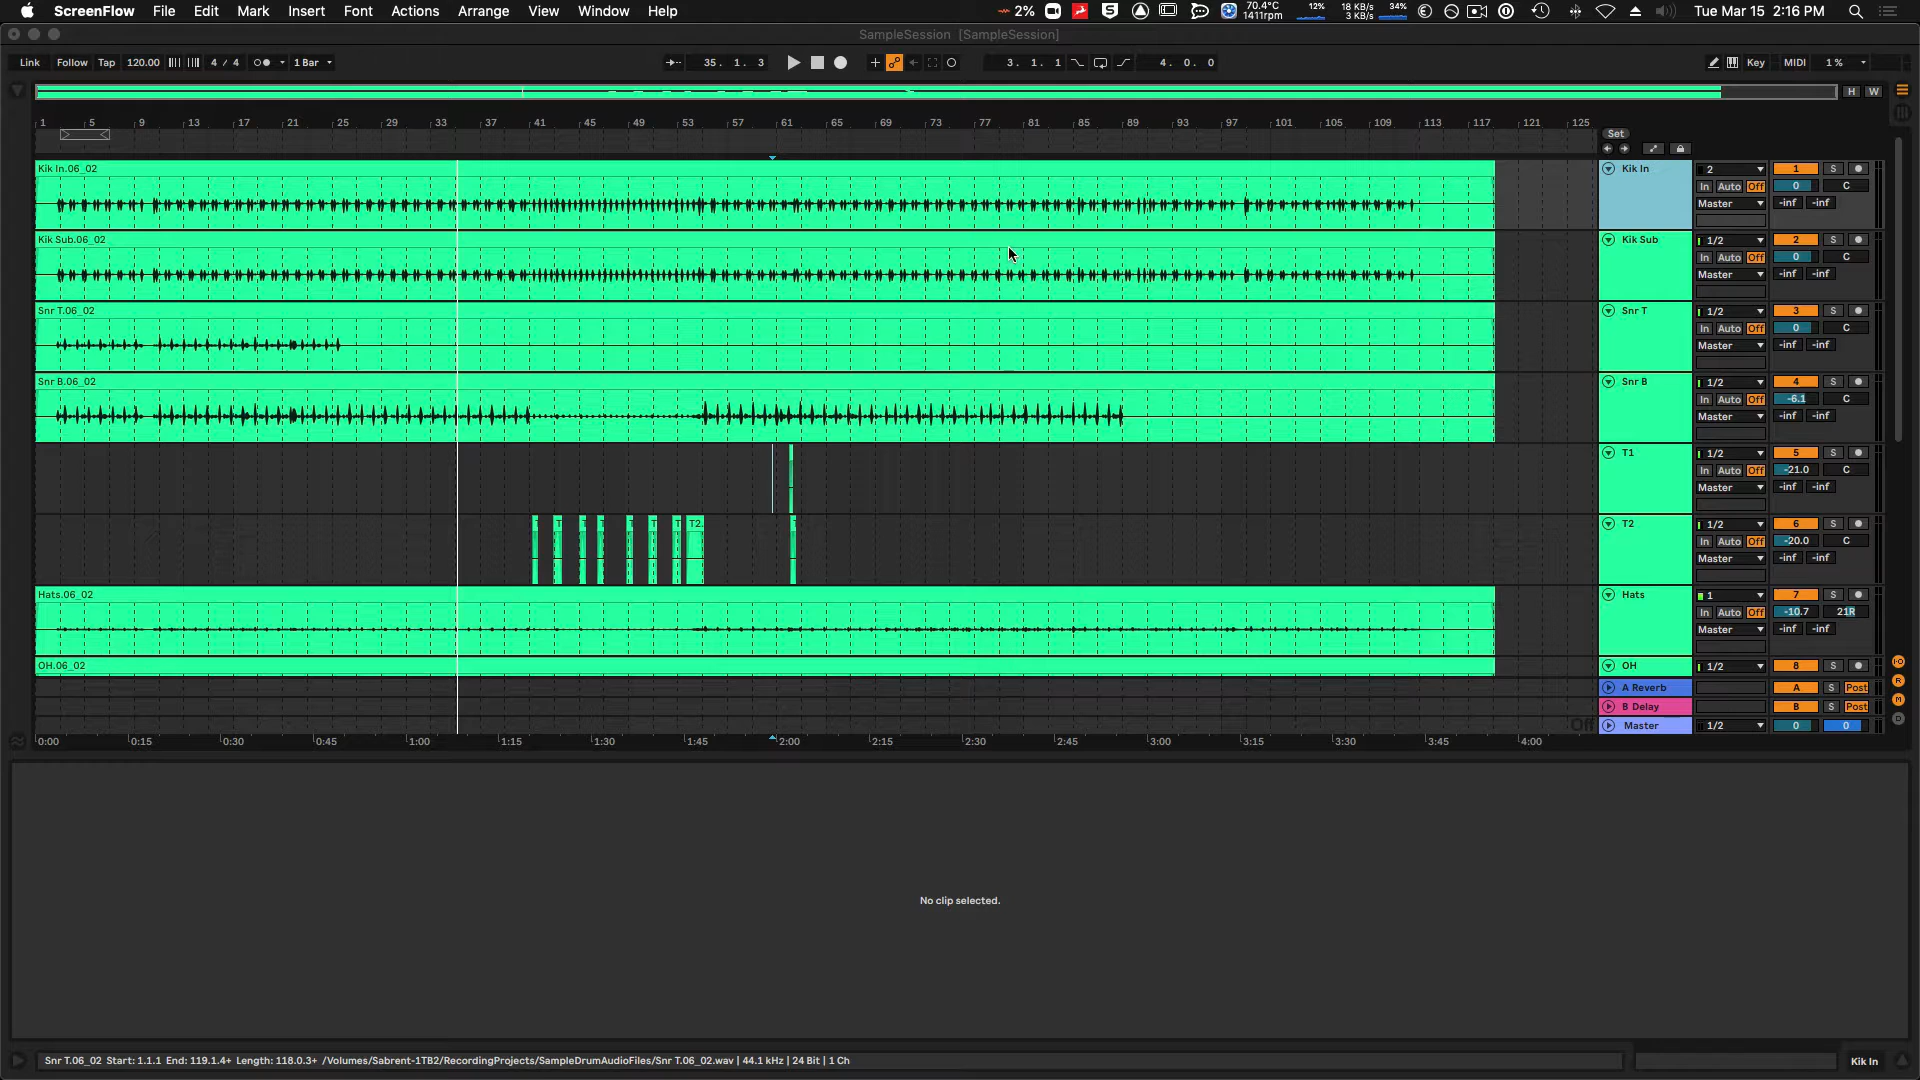 ScreenFlow File Edit Mark Insert Font Actions Arrange View Window Help 2% 70.4°C 1411rpm 12% 18 KB/s 3 KB/s 34% Tue Mar 15 2:16 PM
SampleSession [SampleSession]
Link Follow Tap 120.00 4 / 4 1 Bar 35. 1. 3 3. 1. 1 4. 0. 0 Key MIDI 1 %
H W
1 5 9 13 17 21 25 29 33 37 41 45 49 53 57 61 65 69 73 77 81 85 89 93 97 101 105 109 113 117 121 125
Set
Kik In.06_02 Kik In 2 1 S
In Auto Off 0 C
Master -inf -inf
Kik Sub.06_02 Kik Sub 1/2 2 S
In Auto Off 0 C
Master -inf -inf
Snr T.06_02 Snr T 1/2 3 S
In Auto Off 0 C
Master -inf -inf
Snr B.06_02 Snr B 1/2 4 S
In Auto Off -6.1 C
Master -inf -inf
T1 1/2 5 S
In Auto Off -21.0 C
Master -inf -inf
T T T T T T T2. T2 1/2 6 S
In Auto Off -20.0 C
Master -inf -inf
Hats.06_02 Hats 1 7 S
In Auto Off -10.7 21R
Master -inf -inf
OH.06_02 OH 1/2 8 S
A Reverb A S Post
B Delay B S Post
Off Master 1/2 0 0
0:00 0:15 0:30 0:45 1:00 1:15 1:30 1:45 2:00 2:15 2:30 2:45 3:00 3:15 3:30 3:45 4:00
No clip selected.
Snr T.06_02 Start: 1.1.1 End: 119.1.4+ Length: 118.0.3+ /Volumes/Sabrent-1TB2/RecordingProjects/SampleDrumAudioFiles/Snr T.06_02.wav | 44.1 kHz | 24 Bit | 1 Ch Kik In